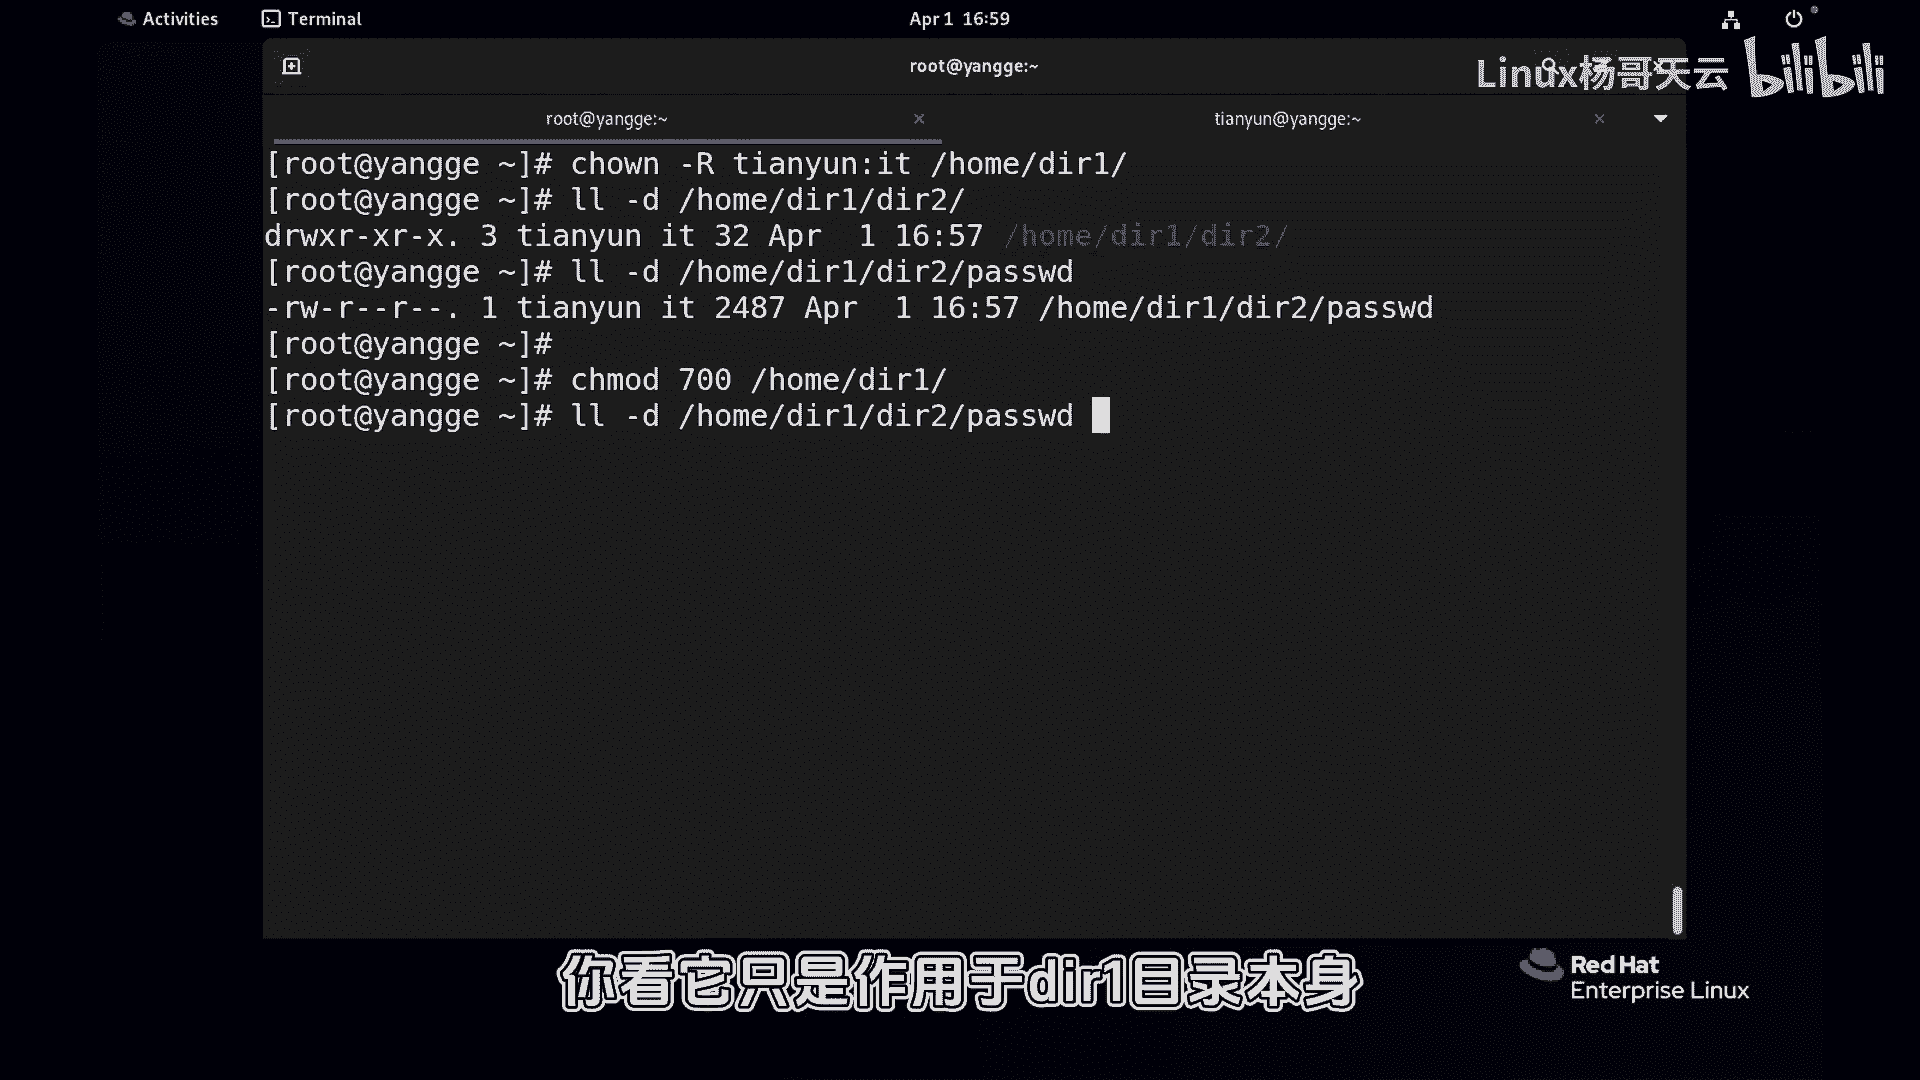 Activities
Terminal
Apr 1 16:59
root@yangge:~
Linux杨哥天云 bilibili
root@yangge:~
tianyun@yangge:~
[root@yangge ~]# chown -R tianyun:it /home/dir1/
[root@yangge ~]# ll -d /home/dir1/dir2/
drwxr-xr-x. 3 tianyun it 32 Apr  1 16:57 /home/dir1/dir2/
[root@yangge ~]# ll -d /home/dir1/dir2/passwd
-rw-r--r--. 1 tianyun it 2487 Apr  1 16:57 /home/dir1/dir2/passwd
[root@yangge ~]#
[root@yangge ~]# chmod 700 /home/dir1/
[root@yangge ~]# ll -d /home/dir1/dir2/passwd
你看它只是作用于dir1目录本身
Red Hat
Enterprise Linux